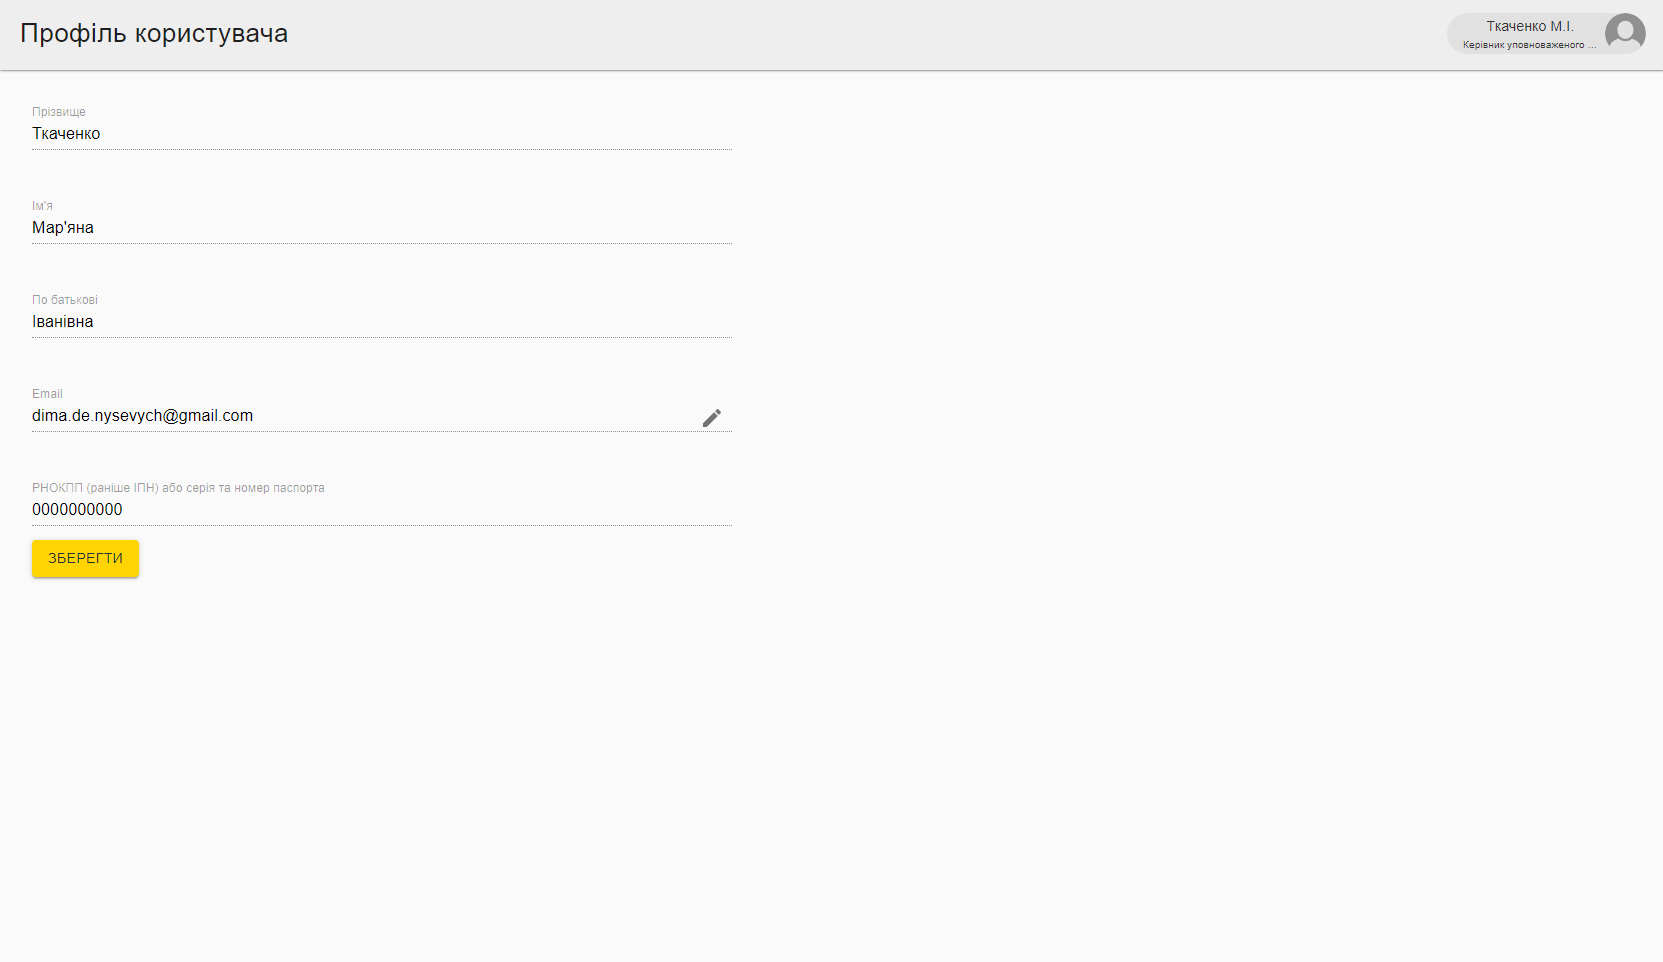 Профіль користувача
Ткаченко М.І.
Керівник уповноваженого ...
Прізвище
Ткаченко
Ім'я
Мар'яна
По батькові
Іванівна
Email
dima.de.nysevych@gmail.com
РНОКПП (раніше ІПН) або серія та номер паспорта
0000000000
ЗБЕРЕГТИ